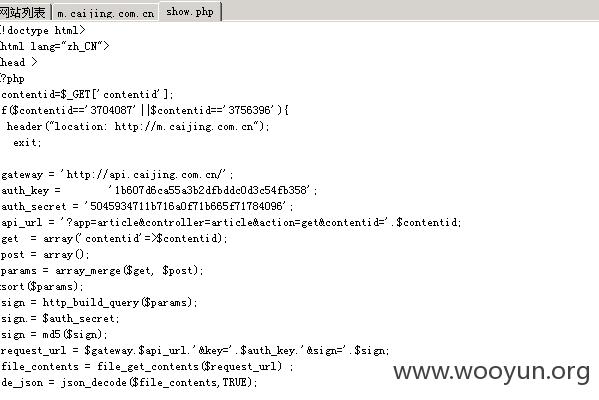 网站列表 m.caijing.com.cn show.php
!doctype html>
html lang="zh_CN">
head >
?php
contentid=$_GET['contentid'];
f($contentid=='3704087'||$contentid=='3756396'){
header("location: http://m.caijing.com.cn");
exit;
gateway = 'http://api.caijing.com.cn/';
auth_key = '1b607d6ca55a3b2dfbddc0d3c54fb358';
auth_secret = '5045934711b716a0f71b665f71784096';
api_url = '?app=article&controller=article&action=get&contentid='.$contentid;
get = array('contentid'=>$contentid);
post = array();
params = array_merge($get, $post);
sort($params);
sign = http_build_query($params);
sign.= $auth_secret;
sign = md5($sign);
request_url = $gateway.$api_url.'&key='.$auth_key.'&sign='.$sign;
file_contents = file_get_contents($request_url) ;
de_json = json_decode($file_contents,TRUE);
www.wooyun.org